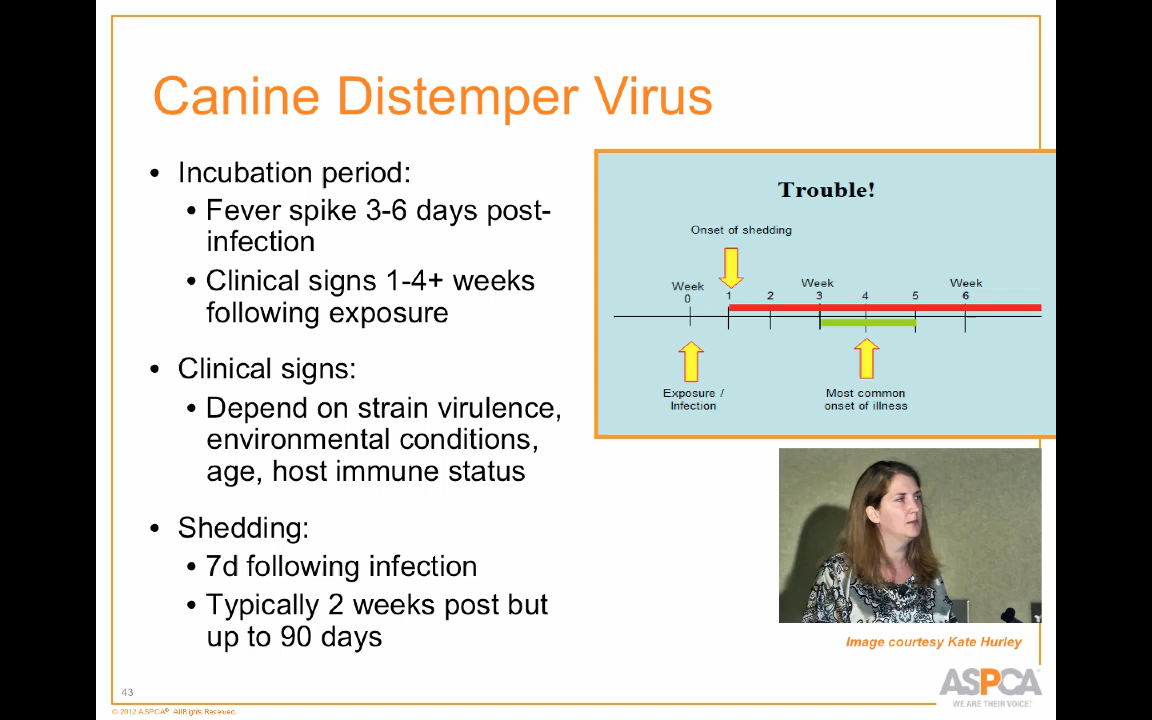 Canine Distemper Virus
• Incubation period:
• Fever spike 3-6 days post-
infection
• Clinical signs 1-4+ weeks
following exposure
• Clinical signs:
• Depend on strain virulence,
environmental conditions,
age, host immune status
• Shedding:
• 7d following infection
• Typically 2 weeks post but
up to 90 days
Trouble!
Onset of shedding
Week Week Week
0 1 2 3 4 5 6
Exposure /
Infection
Most common
onset of illness
Image courtesy Kate Hurley
43
© 2012 ASPCA®. All Rights Reserved.
ASPCA
WE ARE THEIR VOICE®